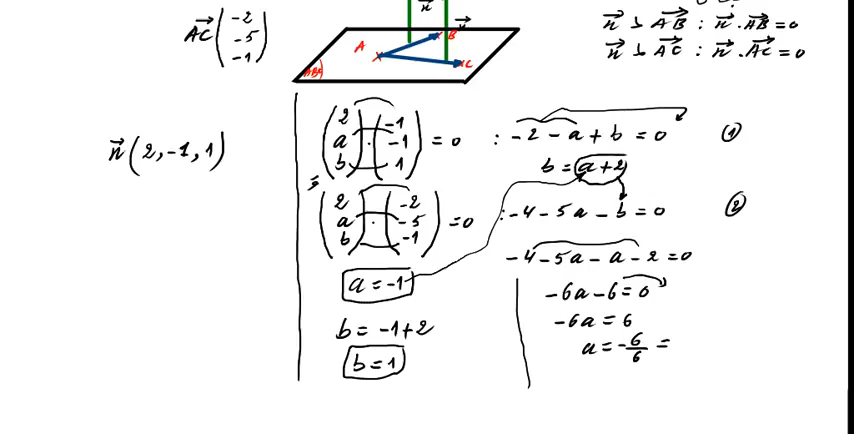 AC⃗ (-2
-5
-1)
n⃗
A
B
C
n⃗ ⊥ AB⃗ : n⃗ . AB⃗ = 0
n⃗ ⊥ AC⃗ : n⃗ . AC⃗ = 0
n⃗ (2, -1, 1)
(2 a b) . (-1 -1 1) = 0 : -2 - a + b = 0 ①
b = a + 2
(2 a b) . (-2 -5 -1) = 0 : -4 - 5a - b = 0 ②
-4 - 5a - a - 2 = 0
a = -1
-6a - 6 = 0
b = -1 + 2
-6a = 6
b = 1
a = -6/6 =